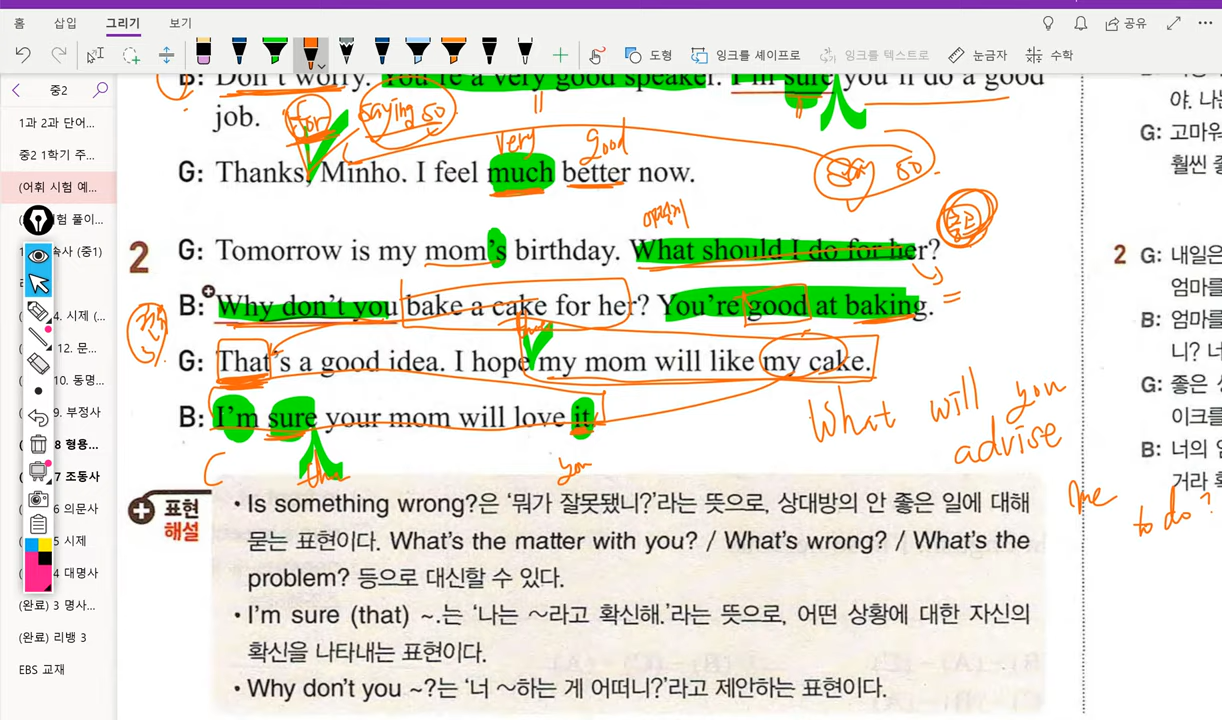 홈 삽입 그리기 보기
공유
도형 잉크를 셰이프로 잉크를 텍스트로 눈금자 수학
중2
1과 2과 단어...
중2 1학기 주...
(어휘 시험 예...
험 풀이...
속사 (중1)
4. 시제 (...
12. 문...
10. 동명...
9. 부정사
8 형용...
7 조동사
6 의문사
5 시제
4 대명사
(완료) 3 명사...
(완료) 리뱅 3
EBS 교재
B: Don't worry. You're a very good speaker. I'm sure you'll do a good
job.
for saying so
very good
say so.
G: Thanks, Minho. I feel much better now.
2 G: Tomorrow is my mom's birthday. What should I do for her?
B: Why don't you bake a cake for her? You're good at baking. =
G: That's a good idea. I hope my mom will like my cake.
B: I'm sure your mom will love it.
What will you
advise
me
to do?
you
표현
해설
• Is something wrong?은 '뭐가 잘못됐니?'라는 뜻으로, 상대방의 안 좋은 일에 대해
묻는 표현이다. What's the matter with you? / What's wrong? / What's the
problem? 등으로 대신할 수 있다.
• I'm sure (that) ~.는 '나는 ~라고 확신해.'라는 뜻으로, 어떤 상황에 대한 자신의
확신을 나타내는 표현이다.
• Why don't you ~?는 '너 ~하는 게 어떠니?'라고 제안하는 표현이다.
야. 나는
G: 고마워
훨씬 좋
2 G: 내일은
엄마를
B: 엄마를
니? 너
G: 좋은 생
이크를
B: 너의 엄
거라 확